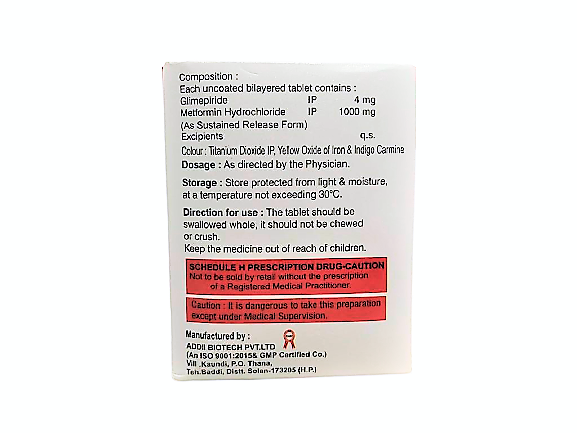 Composition :
Each uncoated bilayered tablet contains :
Glimepiride IP 4 mg
Metformin Hydrochloride IP 1000 mg
(As Sustained Release Form)
Excipients q.s.
Colour : Titanium Dioxide IP, Yellow Oxide of Iron & Indigo Carmine
Dosage : As directed by the Physician.
Storage : Store protected from light & moisture,
at a temperature not exceeding 30°C.
Direction for use : The tablet should be
swallowed whole, it should not be chewed
or crush.
Keep the medicine out of reach of children.
SCHEDULE H PRESCRIPTION DRUG-CAUTION
Not to be sold by retail without the prescription
of a Registered Medical Practitioner.
Caution : It is dangerous to take this preparation
except under Medical Supervision.
Manufactured by :
ADDII BIOTECH PVT.LTD
(An ISO 9001:2015& GMP Certified Co.)
Vill.,Kaundi, P.O. Thana,
Teh.Baddi, Distt. Solan-173205 (H.P.)